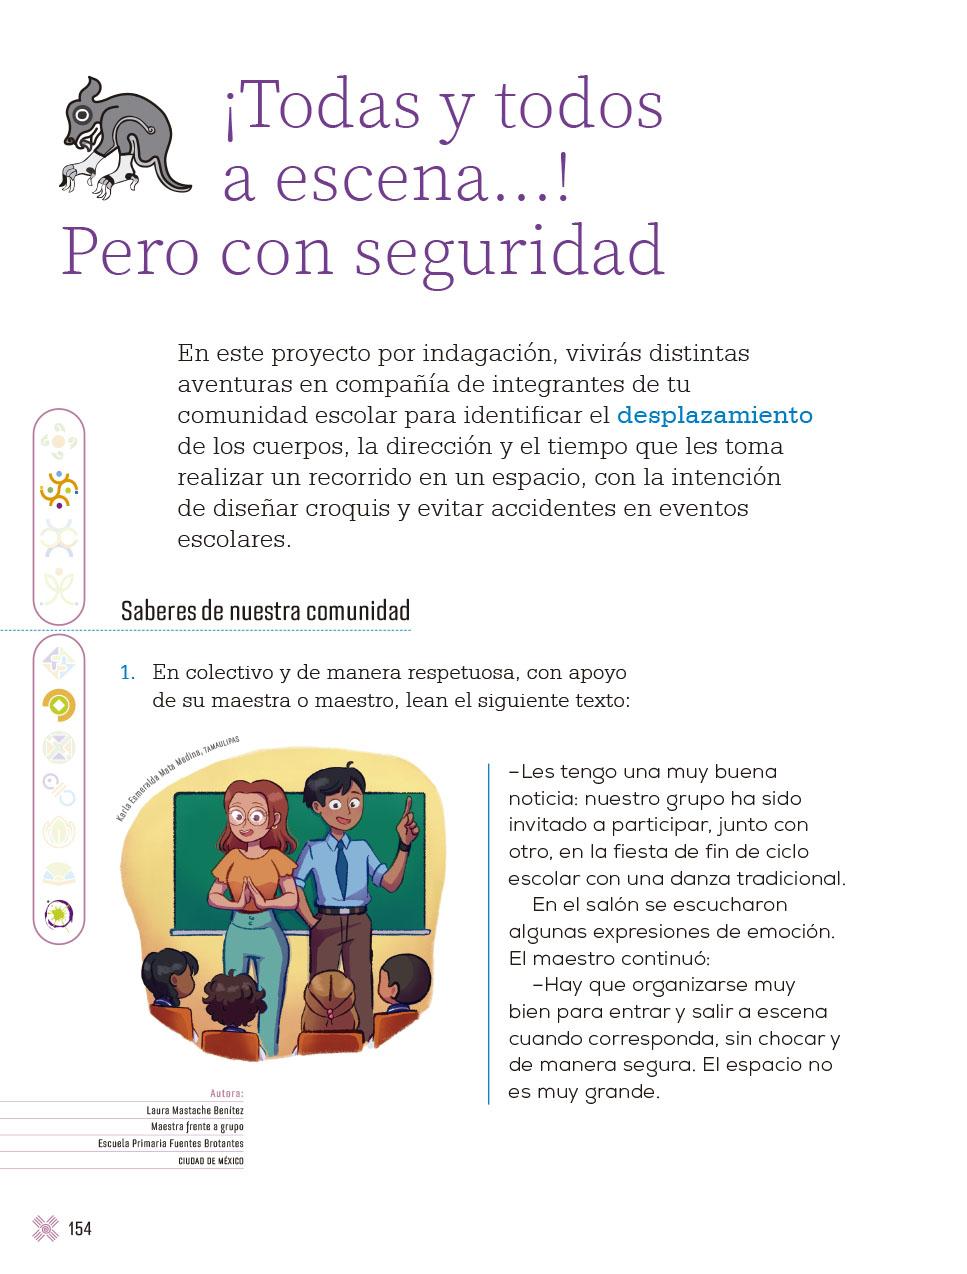 ¡Todas y todos
a escena...!
Pero con seguridad
En este proyecto por indagación, vivirás distintas
aventuras en compañía de integrantes de tu
comunidad escolar para identificar el desplazamiento
de los cuerpos, la dirección y el tiempo que les toma
realizar un recorrido en un espacio, con la intención
de diseñar croquis y evitar accidentes en eventos
escolares.
Saberes de nuestra comunidad
1. En colectivo y de manera respetuosa, con apoyo
de su maestra o maestro, lean el siguiente texto:
Karla Esmeralda Mota Medina, TAMAULIPAS
–Les tengo una muy buena
noticia: nuestro grupo ha sido
invitado a participar, junto con
otro, en la fiesta de fin de ciclo
escolar con una danza tradicional.
En el salón se escucharon
algunas expresiones de emoción.
El maestro continuó:
–Hay que organizarse muy
bien para entrar y salir a escena
cuando corresponda, sin chocar y
de manera segura. El espacio no
es muy grande.
Autora:
Laura Mastache Benítez
Maestra frente a grupo
Escuela Primaria Fuentes Brotantes
CIUDAD DE MÉXICO
154